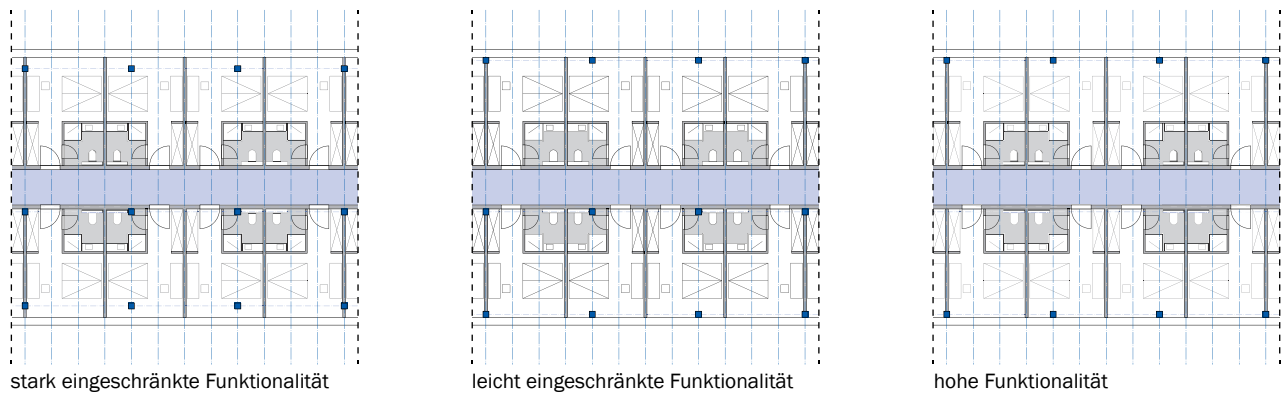 stark eingeschränkte Funktionalität
leicht eingeschränkte Funktionalität
hohe Funktionalität